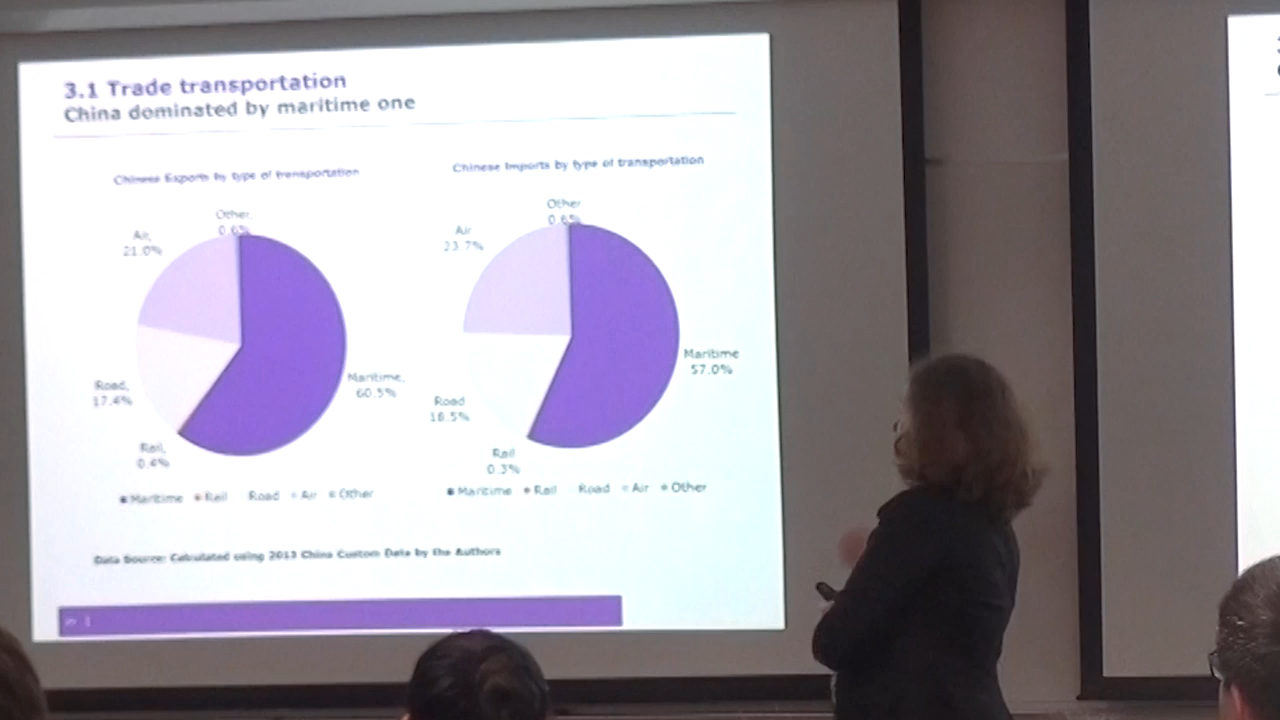 3.1 Trade transportation
China dominated by maritime one
Chinese Exports by type of transportation
Other,
0.6%
Air,
21.0%
Road,
17.4%
Rail,
0.4%
Maritime,
60.5%
Maritime Rail Road Air Other
Chinese Imports by type of transportation
Other
0.6%
Air
23.7%
Road
18.5%
Rail
0.3%
Maritime
57.0%
Maritime Rail Road Air Other
Data Source: Calculated using 2013 China Custom Data by the Authors